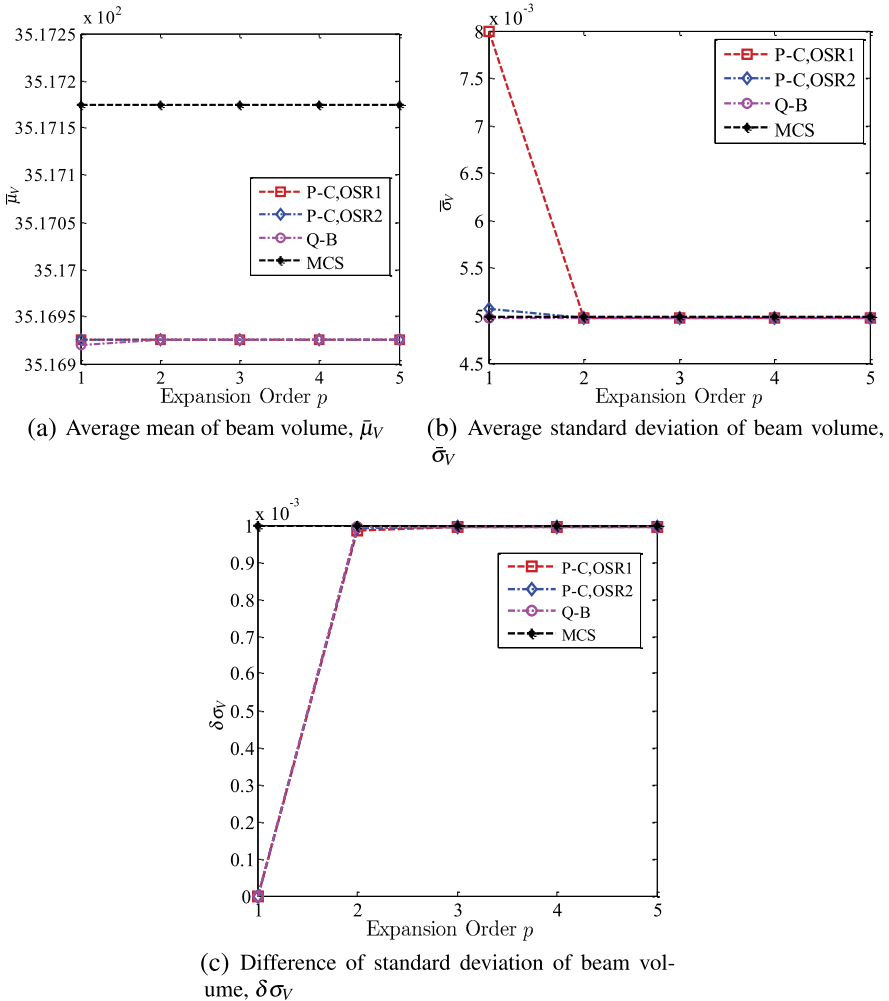 x 10²
35.1725
35.172
35.1715
35.171
35.1705
35.17
35.1695
35.169
μ̄_V
1 2 3 4 5
Expansion Order p
P-C,OSR1
P-C,OSR2
Q-B
MCS
(a) Average mean of beam volume, μ̄_V
x 10⁻³
8
7.5
7
6.5
6
5.5
5
4.5
σ̄_V
1 2 3 4 5
Expansion Order p
P-C,OSR1
P-C,OSR2
Q-B
MCS
(b) Average standard deviation of beam volume,
σ̄_V
x 10⁻³
1
0.9
0.8
0.7
0.6
0.5
0.4
0.3
0.2
0.1
0
δσ_V
1 2 3 4 5
Expansion Order p
P-C,OSR1
P-C,OSR2
Q-B
MCS
(c) Difference of standard deviation of beam vol-
ume, δσ_V